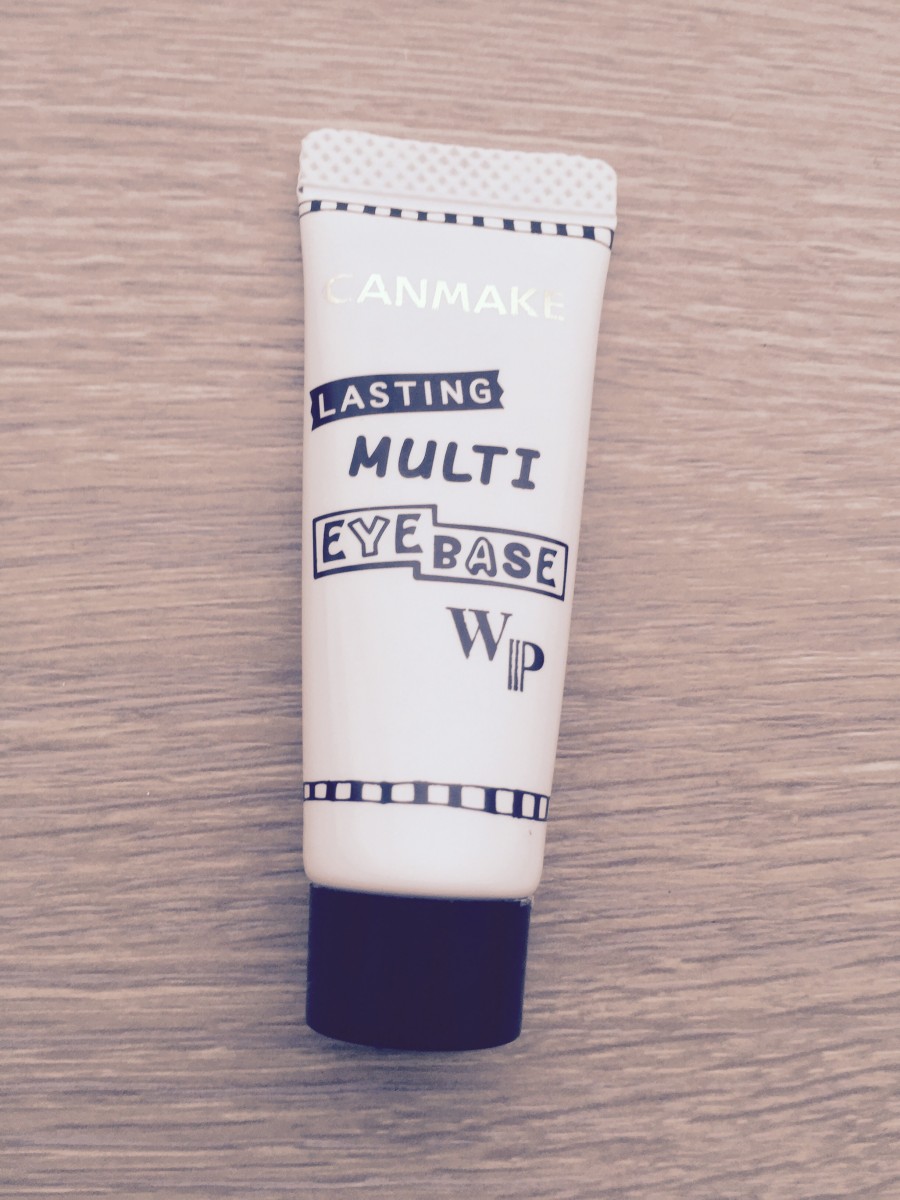 CANMAKE
LASTING
MULTI
EYE BASE
WP